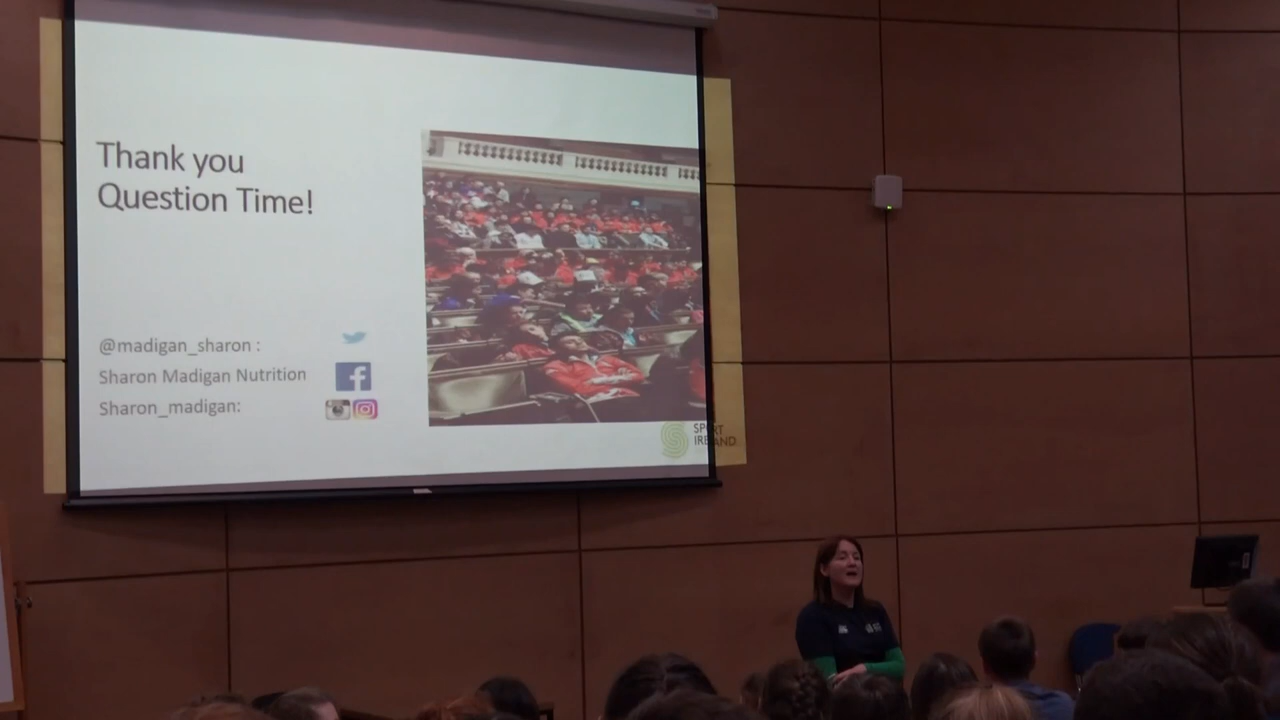 Thank you
Question Time!
@madigan_sharon :
Sharon Madigan Nutrition
Sharon_madigan:
SPORT
IRELAND